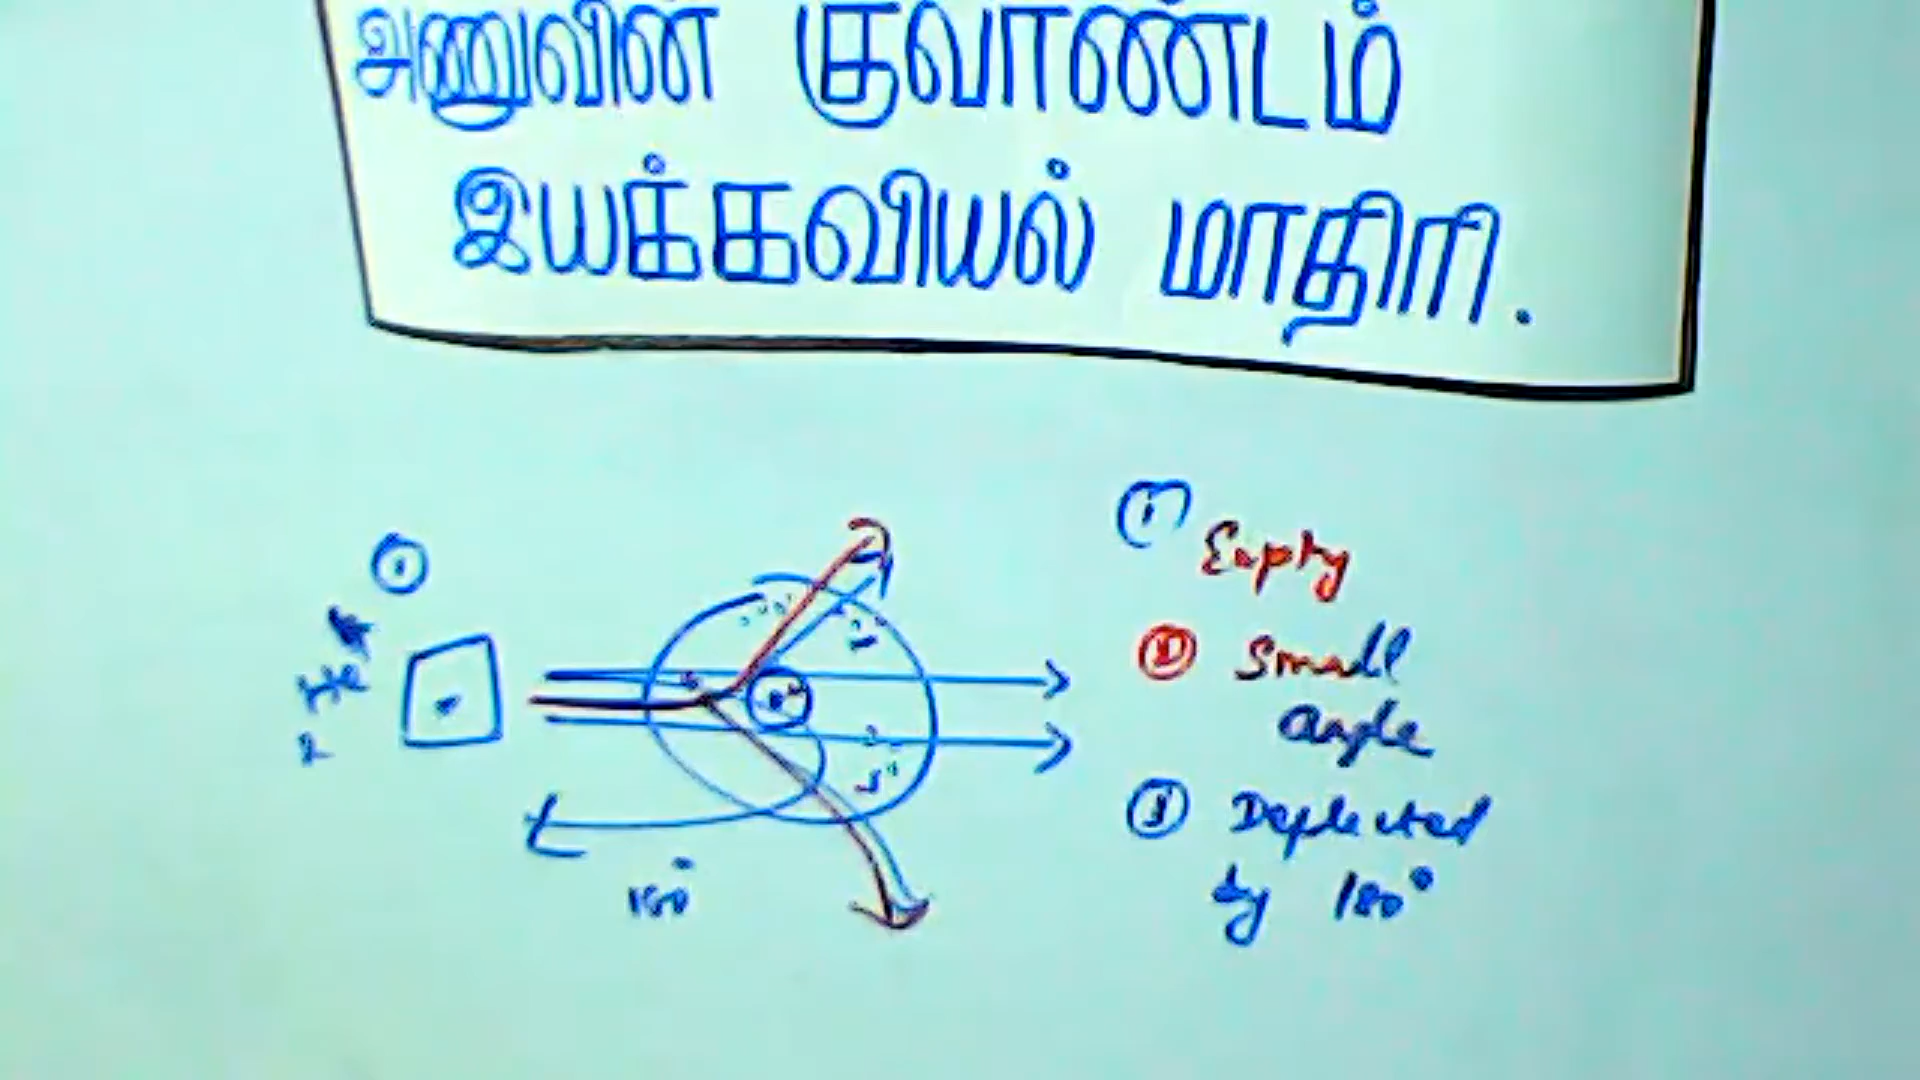 அணுவின் குவாண்டம்
இயக்கவியல் மாதிரி.
①
He
① Empty
② Small
angle
③ Deflected
by 180°
180°